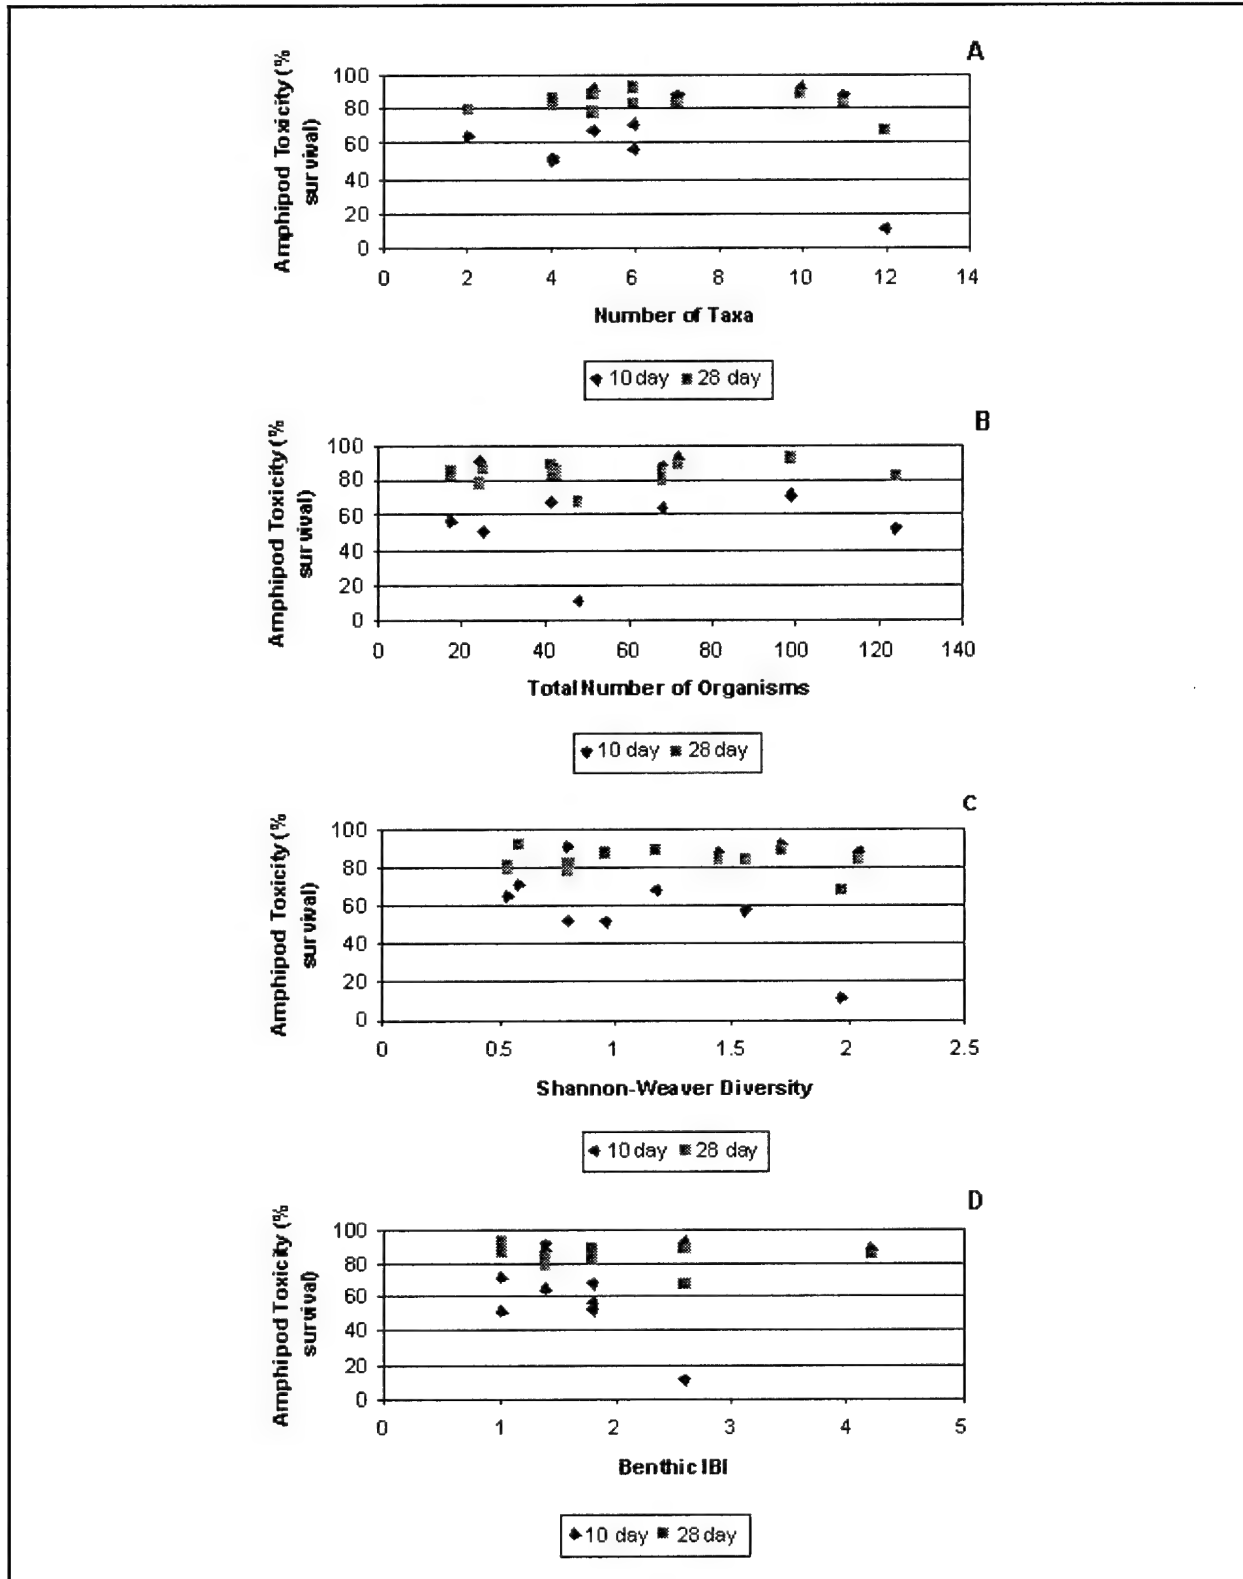 A
Amphipod Toxicity (%
survival)
100
80
60
40
20
0
0 2 4 6 8 10 12 14
Number of Taxa
10 day 28 day
B
Amphipod Toxicity (%
survival)
100
80
60
40
20
0
0 20 40 60 80 100 120 140
Total Number of Organisms
10 day 28 day
C
Amphipod Toxicity (%
survival)
100
80
60
40
20
0
0 0.5 1 1.5 2 2.5
Shannon-Weaver Diversity
10 day 28 day
D
Amphipod Toxicity (%
survival)
100
80
60
40
20
0
0 1 2 3 4 5
Benthic IBI
10 day 28 day